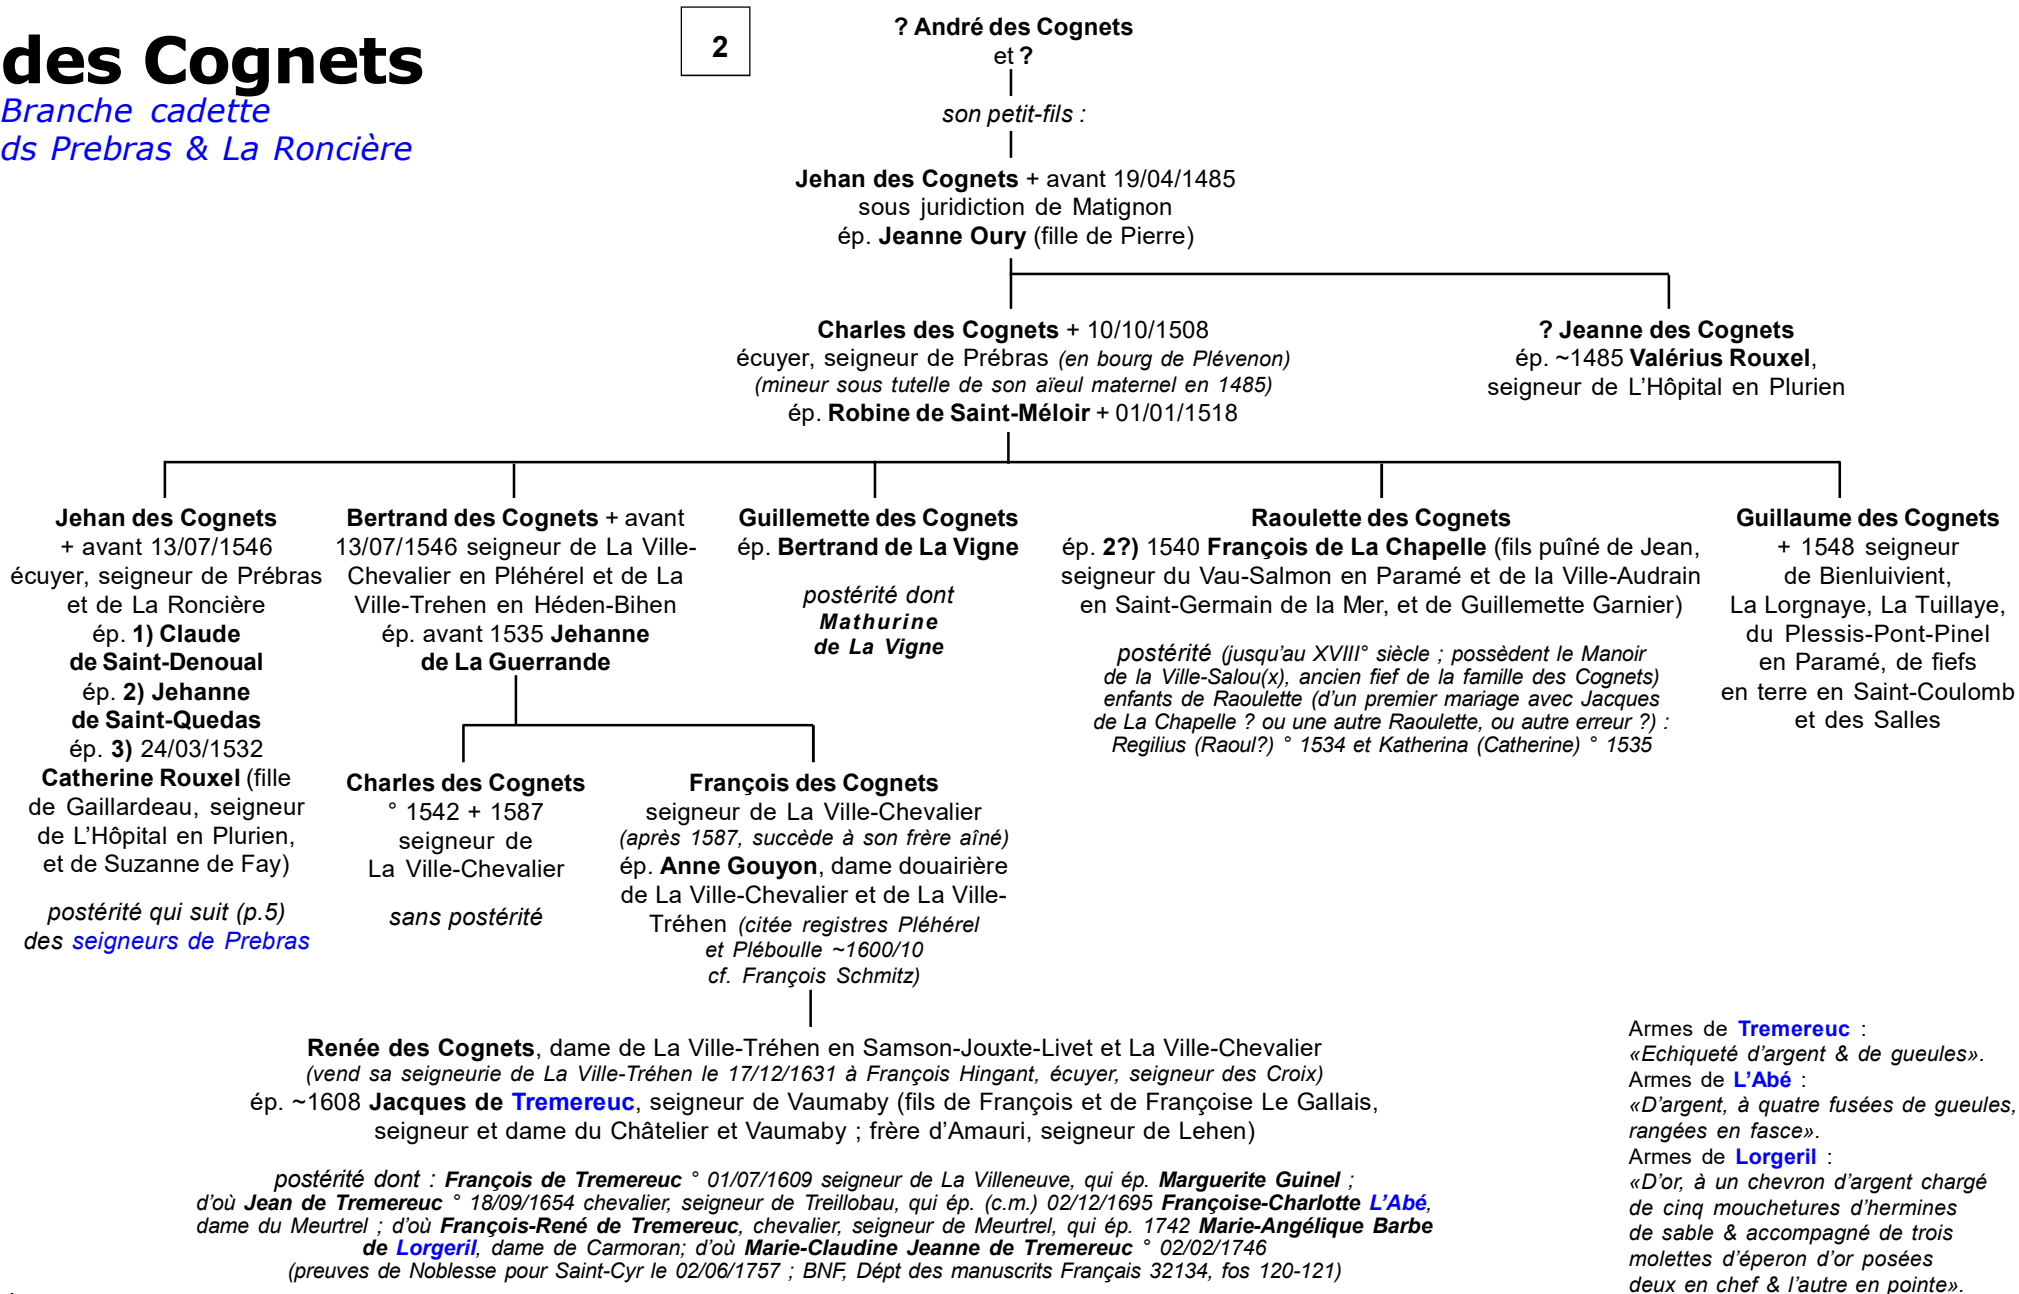 des Cognets
Branche cadette
ds Prebras & La Roncière
2
? André des Cognets
et ?
son petit-fils :
Jehan des Cognets + avant 19/04/1485
sous juridiction de Matignon
ép. Jeanne Oury (fille de Pierre)
Charles des Cognets + 10/10/1508
écuyer, seigneur de Prébras (en bourg de Plévenon)
(mineur sous tutelle de son aïeul maternel en 1485)
ép. Robine de Saint-Méloir + 01/01/1518
? Jeanne des Cognets
ép. ~1485 Valérius Rouxel,
seigneur de L’Hôpital en Plurien
Jehan des Cognets
+ avant 13/07/1546
écuyer, seigneur de Prébras
et de La Roncière
ép. 1) Claude
de Saint-Denoual
ép. 2) Jehanne
de Saint-Quedas
ép. 3) 24/03/1532
Catherine Rouxel (fille
de Gaillardeau, seigneur
de L’Hôpital en Plurien,
et de Suzanne de Fay)
postérité qui suit (p.5)
des seigneurs de Prebras
Bertrand des Cognets + avant
13/07/1546 seigneur de La Ville-
Chevalier en Pléhérel et de La
Ville-Trehen en Héden-Bihen
ép. avant 1535 Jehanne
de La Guerrande
Guillemette des Cognets
ép. Bertrand de La Vigne
postérité dont
Mathurine
de La Vigne
Raoulette des Cognets
ép. 2?) 1540 François de La Chapelle (fils puîné de Jean,
seigneur du Vau-Salmon en Paramé et de la Ville-Audrain
en Saint-Germain de la Mer, et de Guillemette Garnier)
postérité (jusqu’au XVIII° siècle ; possèdent le Manoir
de la Ville-Salou(x), ancien fief de la famille des Cognets)
enfants de Raoulette (d’un premier mariage avec Jacques
de La Chapelle ? ou une autre Raoulette, ou autre erreur ?) :
Regilius (Raoul?) ° 1534 et Katherina (Catherine) ° 1535
Guillaume des Cognets
+ 1548 seigneur
de Bienluivient,
La Lorgnaye, La Tuillaye,
du Plessis-Pont-Pinel
en Paramé, de fiefs
en terre en Saint-Coulomb
et des Salles
Charles des Cognets
° 1542 + 1587
seigneur de
La Ville-Chevalier
sans postérité
François des Cognets
seigneur de La Ville-Chevalier
(après 1587, succède à son frère aîné)
ép. Anne Gouyon, dame douairière
de La Ville-Chevalier et de La Ville-
Tréhen (citée registres Pléhérel
et Pléboulle ~1600/10
cf. François Schmitz)
Renée des Cognets, dame de La Ville-Tréhen en Samson-Jouxte-Livet et La Ville-Chevalier
(vend sa seigneurie de La Ville-Tréhen le 17/12/1631 à François Hingant, écuyer, seigneur des Croix)
ép. ~1608 Jacques de Tremereuc, seigneur de Vaumaby (fils de François et de Françoise Le Gallais,
seigneur et dame du Châtelier et Vaumaby ; frère d’Amauri, seigneur de Lehen)
postérité dont : François de Tremereuc ° 01/07/1609 seigneur de La Villeneuve, qui ép. Marguerite Guinel ;
d’où Jean de Tremereuc ° 18/09/1654 chevalier, seigneur de Treillobau, qui ép. (c.m.) 02/12/1695 Françoise-Charlotte L’Abé,
dame du Meurtrel ; d’où François-René de Tremereuc, chevalier, seigneur de Meurtrel, qui ép. 1742 Marie-Angélique Barbe
de Lorgeril, dame de Carmoran; d’où Marie-Claudine Jeanne de Tremereuc ° 02/02/1746
(preuves de Noblesse pour Saint-Cyr le 02/06/1757 ; BNF, Dépt des manuscrits Français 32134, fos 120-121)
Armes de Tremereuc :
«Echiqueté d’argent & de gueules».
Armes de L’Abé :
«D’argent, à quatre fusées de gueules,
rangées en fasce».
Armes de Lorgeril :
«D’or, à un chevron d’argent chargé
de cinq mouchetures d’hermines
de sable & accompagné de trois
molettes d’éperon d’or posées
deux en chef & l’autre en pointe».